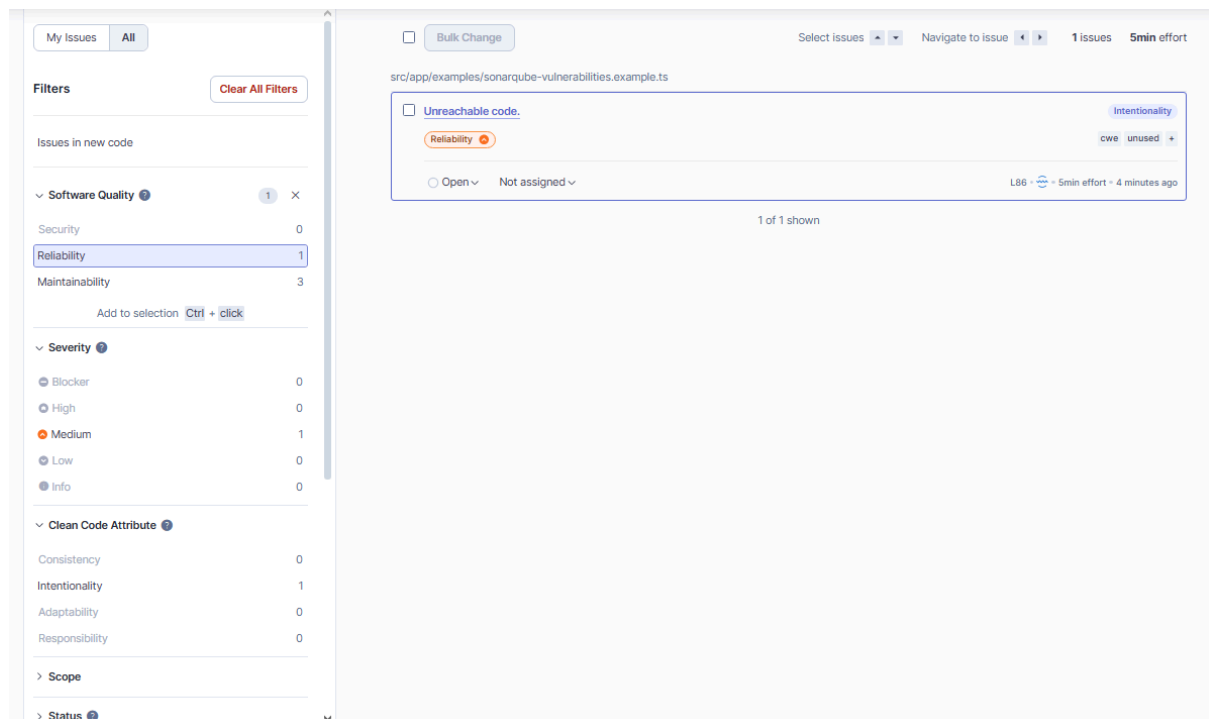 My Issues All
Filters Clear All Filters
Issues in new code
Software Quality ? 1 ×
Security 0
Reliability 1
Maintainability 3
Add to selection Ctrl + click
Severity ?
Blocker 0
High 0
Medium 1
Low 0
Info 0
Clean Code Attribute ?
Consistency 0
Intentionality 1
Adaptability 0
Responsibility 0
Scope
Status ?
Bulk Change Select issues Navigate to issue 1 issues 5min effort
src/app/examples/sonarqube-vulnerabilities.example.ts
Unreachable code. Intentionality
Reliability cwe unused +
Open Not assigned L86 • 5min effort • 4 minutes ago
1 of 1 shown